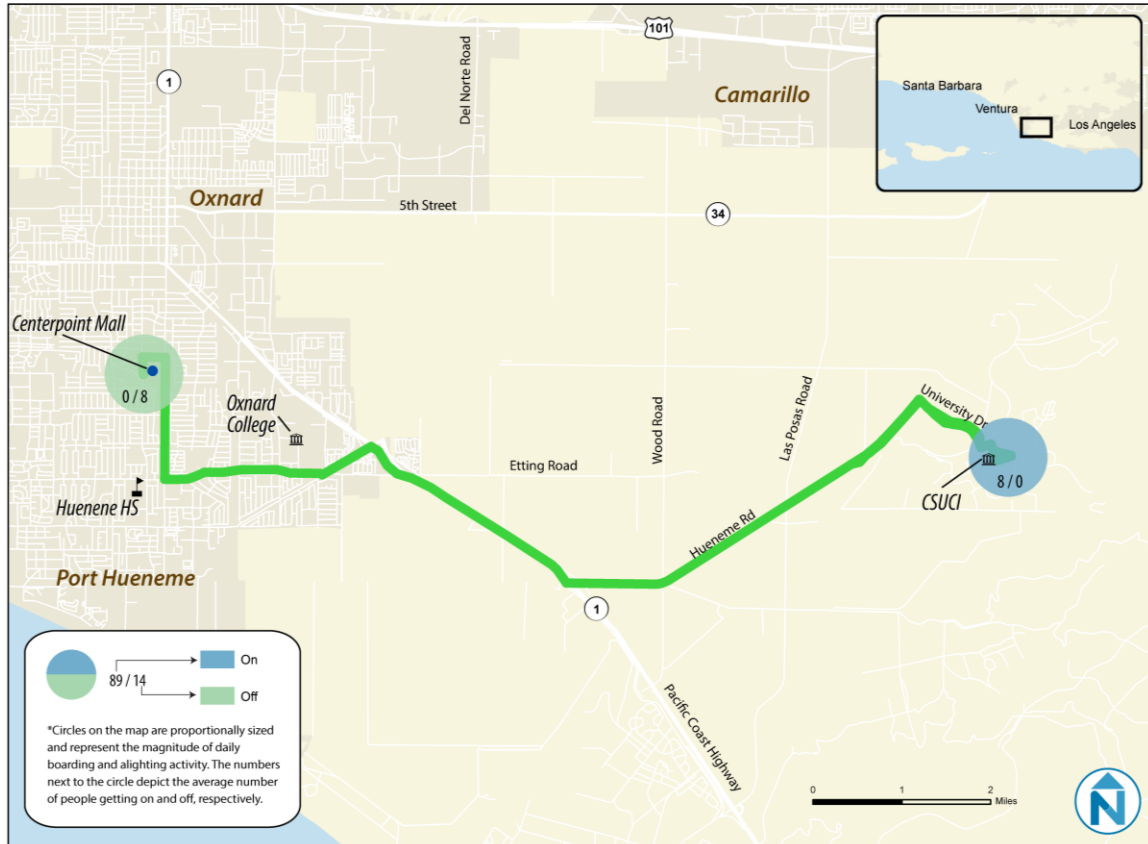 101
1
Del Norte Road
Camarillo
Santa Barbara
Ventura
Los Angeles
Oxnard
5th Street
34
Centerpoint Mall
0 / 8
Oxnard
College
Etting Road
Wood Road
Las Posas Road
University Dr
Huenene HS
CSUCI
8 / 0
Hueneme Rd
Port Hueneme
1
Pacific Coast Highway
89 / 14
On
Off
*Circles on the map are proportionally sized
and represent the magnitude of daily
boarding and alighting activity. The numbers
next to the circle depict the average number
of people getting on and off, respectively.
0 1 2
Miles
N